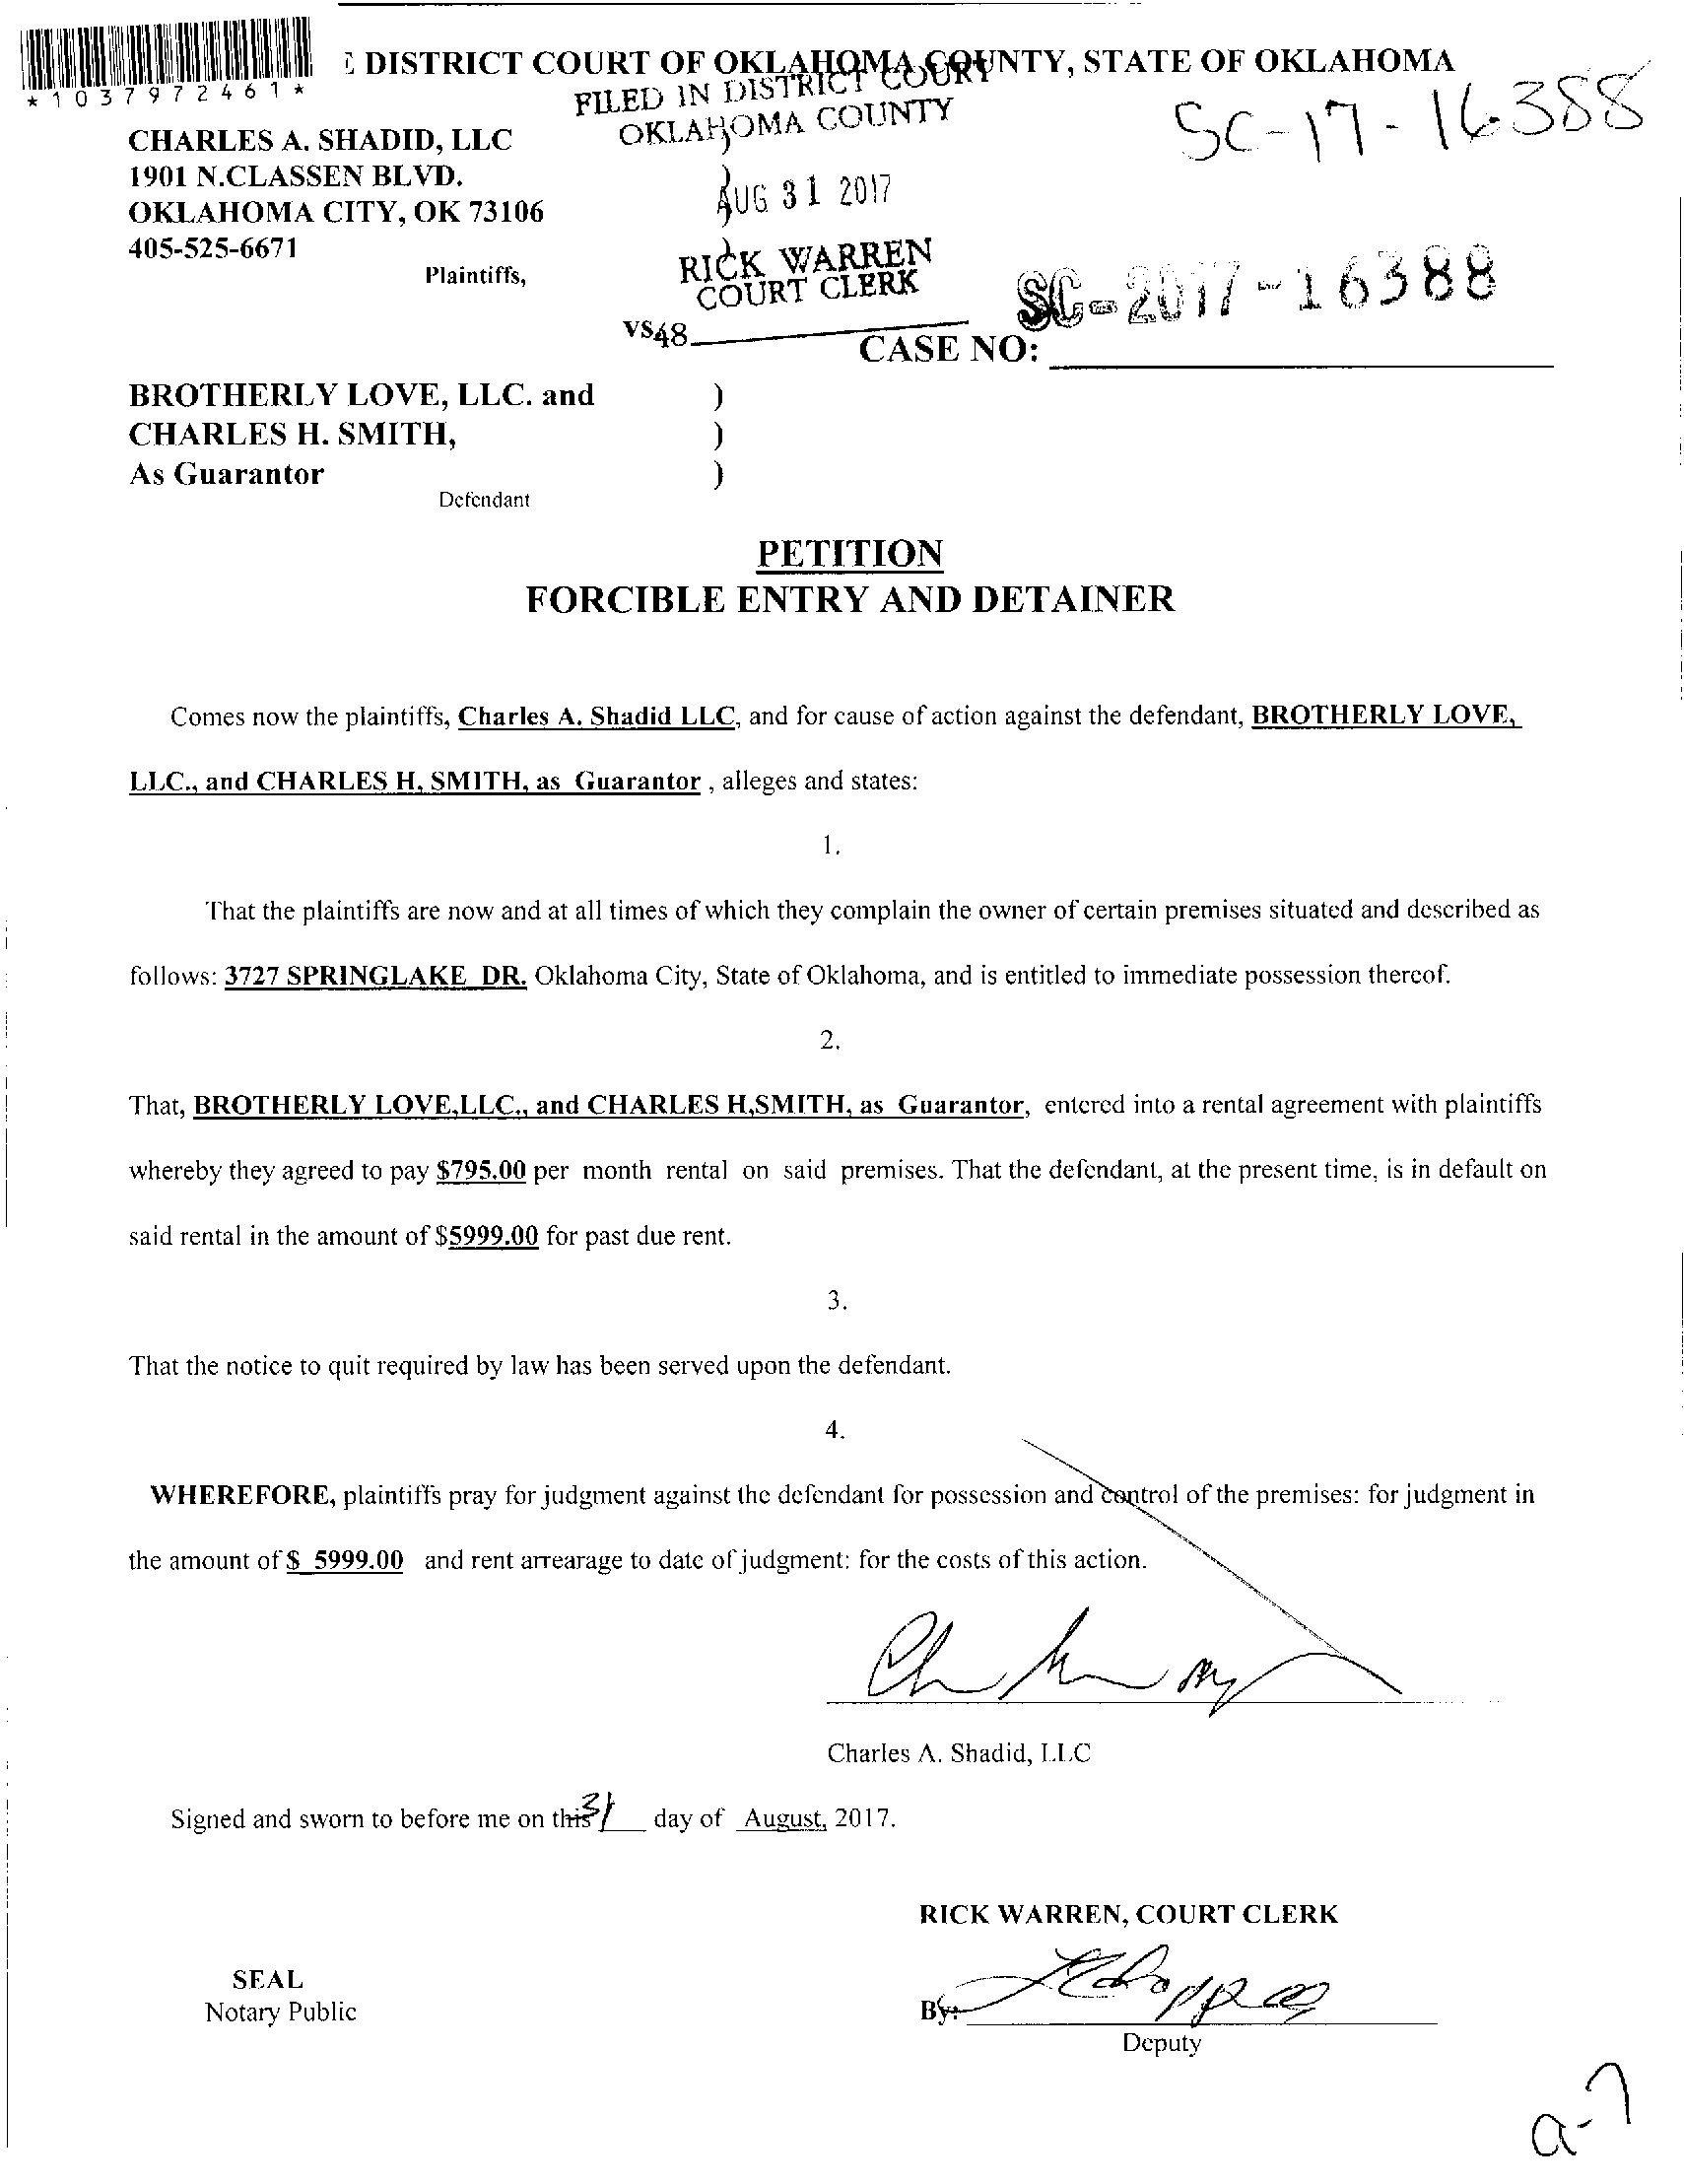 DISTRICT COURT OF OKLAHOMA COUNTY, STATE OF OKLAHOMA
*1037972461*
FILED IN DISTRICT COURT
OKLAHOMA COUNTY
SC-17-16388
CHARLES A. SHADID, LLC
1901 N.CLASSEN BLVD.
OKLAHOMA CITY, OK 73106
405-525-6671
Plaintiffs,
)
AUG 31 2017
)
RICK WARREN
COURT CLERK
48
SC-2017-16388
vs
CASE NO:
BROTHERLY LOVE, LLC. and )
CHARLES H. SMITH, )
As Guarantor )
Defendant
PETITION
FORCIBLE ENTRY AND DETAINER
Comes now the plaintiffs, Charles A. Shadid LLC, and for cause of action against the defendant, BROTHERLY LOVE,
LLC., and CHARLES H, SMITH, as Guarantor , alleges and states:
1.
That the plaintiffs are now and at all times of which they complain the owner of certain premises situated and described as
follows: 3727 SPRINGLAKE DR. Oklahoma City, State of Oklahoma, and is entitled to immediate possession thereof.
2.
That, BROTHERLY LOVE,LLC., and CHARLES H,SMITH, as Guarantor, entered into a rental agreement with plaintiffs
whereby they agreed to pay $795.00 per month rental on said premises. That the defendant, at the present time, is in default on
said rental in the amount of $5999.00 for past due rent.
3.
That the notice to quit required by law has been served upon the defendant.
4.
WHEREFORE, plaintiffs pray for judgment against the defendant for possession and control of the premises: for judgment in
the amount of $ 5999.00 and rent arrearage to date of judgment: for the costs of this action.
Charles A. Shadid, LLC
Signed and sworn to before me on this 31 day of August, 2017.
RICK WARREN, COURT CLERK
SEAL
Notary Public
By:
Deputy
a-7